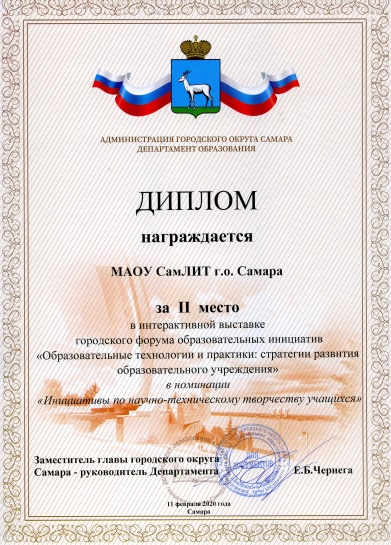 АДМИНИСТРАЦИЯ ГОРОДСКОГО ОКРУГА САМАРА
ДЕПАРТАМЕНТ ОБРАЗОВАНИЯ
ДИПЛОМ
награждается
МАОУ СамЛИТ г.о. Самара
за II место
в интерактивной выставке
городского форума образовательных инициатив
«Образовательные технологии и практики: стратегии развития
образовательного учреждения»
в номинации
«Инициативы по научно-техническому творчеству учащихся»
Заместитель главы городского округа
Самара - руководитель Департамента Е.Б.Чернега
ДЛЯ
ДОКУМЕНТОВ
11 февраля 2020 года
Самара